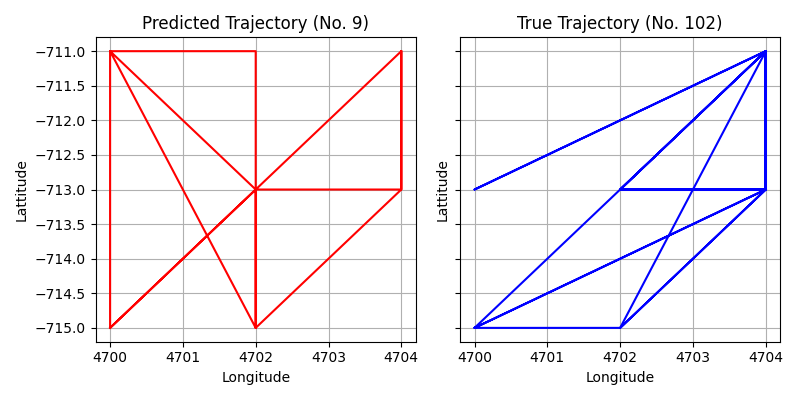 Predicted Trajectory (No. 9)
True Trajectory (No. 102)
Lattitude
−711.0
−711.5
−712.0
−712.5
−713.0
−713.5
−714.0
−714.5
−715.0
4700 4701 4702 4703 4704
Longitude
Lattitude
4700 4701 4702 4703 4704
Longitude